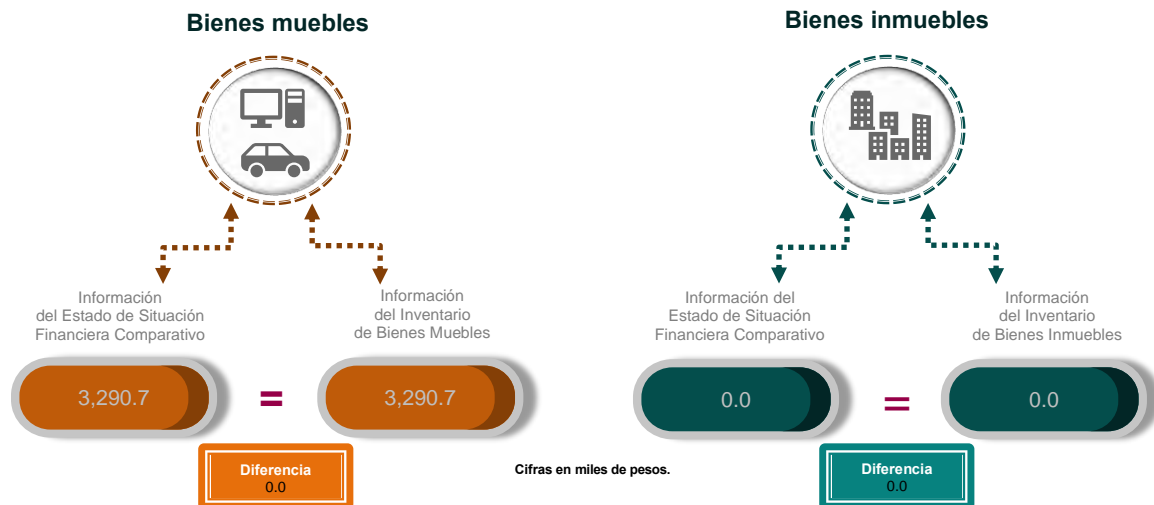 Bienes muebles
Información
del Estado de Situación
Financiera Comparativo
Información
del Inventario
de Bienes Muebles
3,290.7
=
3,290.7
Diferencia
0.0
Cifras en miles de pesos.
Bienes inmuebles
Información del
Estado de Situación
Financiera Comparativo
Información
del Inventario
de Bienes Inmuebles
0.0
=
0.0
Diferencia
0.0